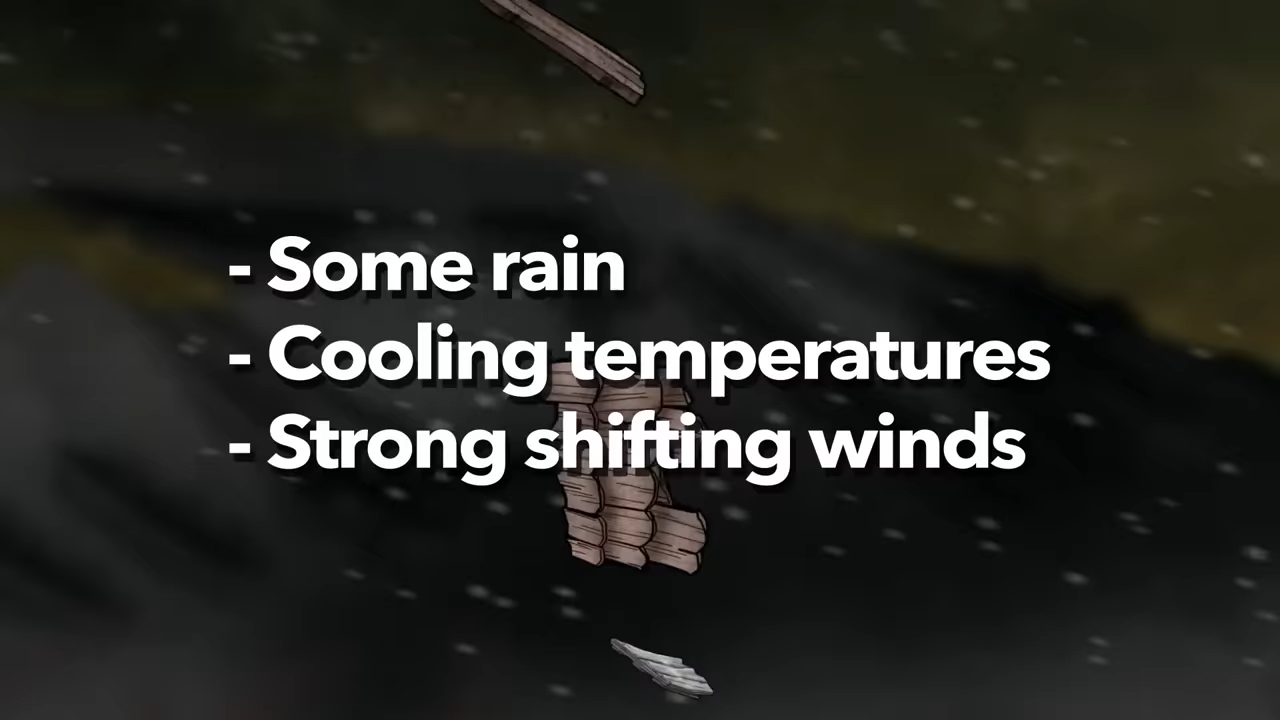 - Some rain
- Cooling temperatures
- Strong shifting winds